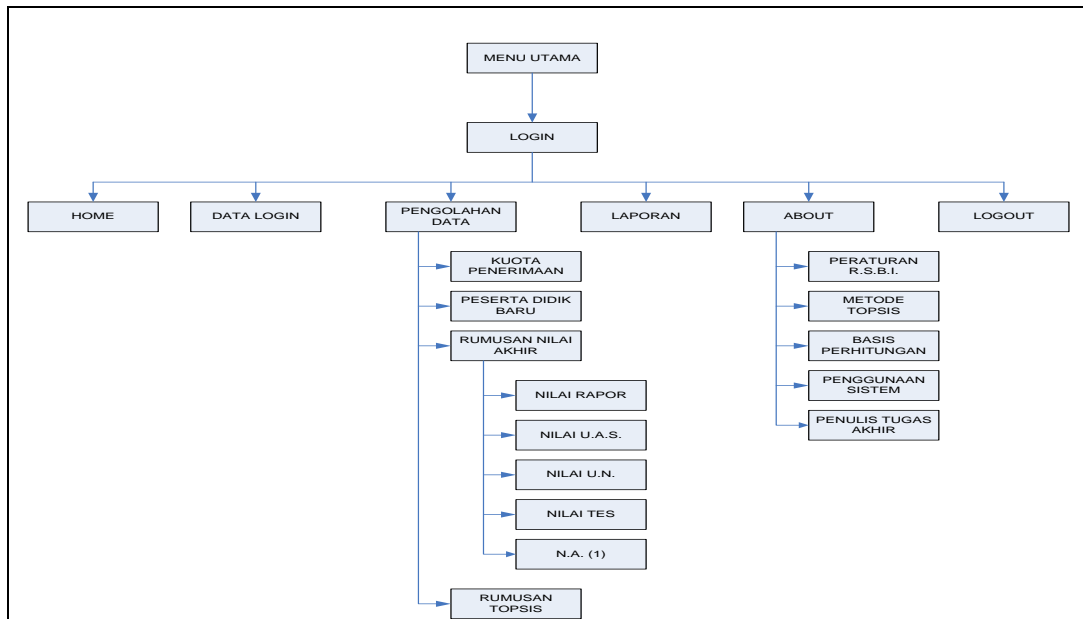 MENU UTAMA
LOGIN
HOME
DATA LOGIN
PENGOLAHAN
DATA
LAPORAN
ABOUT
LOGOUT
KUOTA
PENERIMAAN
PESERTA DIDIK
BARU
RUMUSAN NILAI
AKHIR
NILAI RAPOR
NILAI U.A.S.
NILAI U.N.
NILAI TES
N.A. (1)
RUMUSAN
TOPSIS
PERATURAN
R.S.B.I.
METODE
TOPSIS
BASIS
PERHITUNGAN
PENGGUNAAN
SISTEM
PENULIS TUGAS
AKHIR